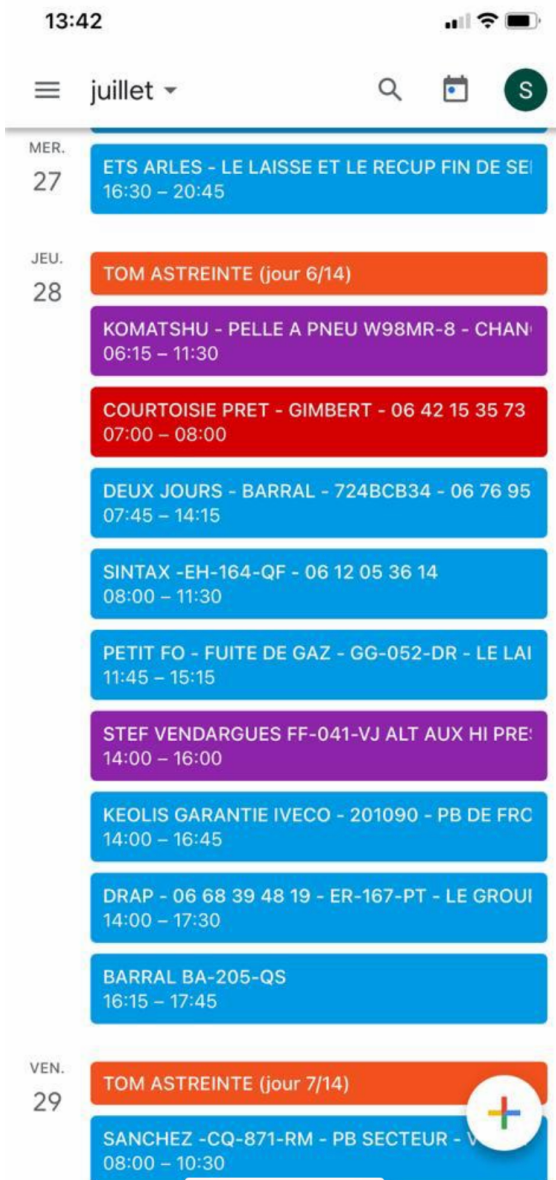 13:42
juillet
S
MER.
27
ETS ARLES - LE LAISSE ET LE RECUP FIN DE
16:30 – 20:45
JEU.
28
TOM ASTREINTE (jour 6/14)
KOMATSHU - PELLE A PNEU W98MR-8 -
06:15 – 11:30
COURTOISIE PRET - GIMBERT - 06 42 15 35 73
07:00 – 08:00
DEUX JOURS - BARRAL - 724BCB34 - 06 76 95
07:45 – 14:15
SINTAX -EH-164-QF - 06 12 05 36 14
08:00 – 11:30
PETIT FO - FUITE DE GAZ - GG-052-DR - LE
11:45 – 15:15
STEF VENDARGUES FF-041-VJ ALT AUX HI
14:00 – 16:00
KEOLIS GARANTIE IVECO - 201090 - PB DE
14:00 – 16:45
DRAP - 06 68 39 48 19 - ER-167-PT - LE
14:00 – 17:30
BARRAL BA-205-QS
16:15 – 17:45
VEN.
29
TOM ASTREINTE (jour 7/14)
SANCHEZ -CQ-871-RM - PB SECTEUR -
08:00 – 10:30